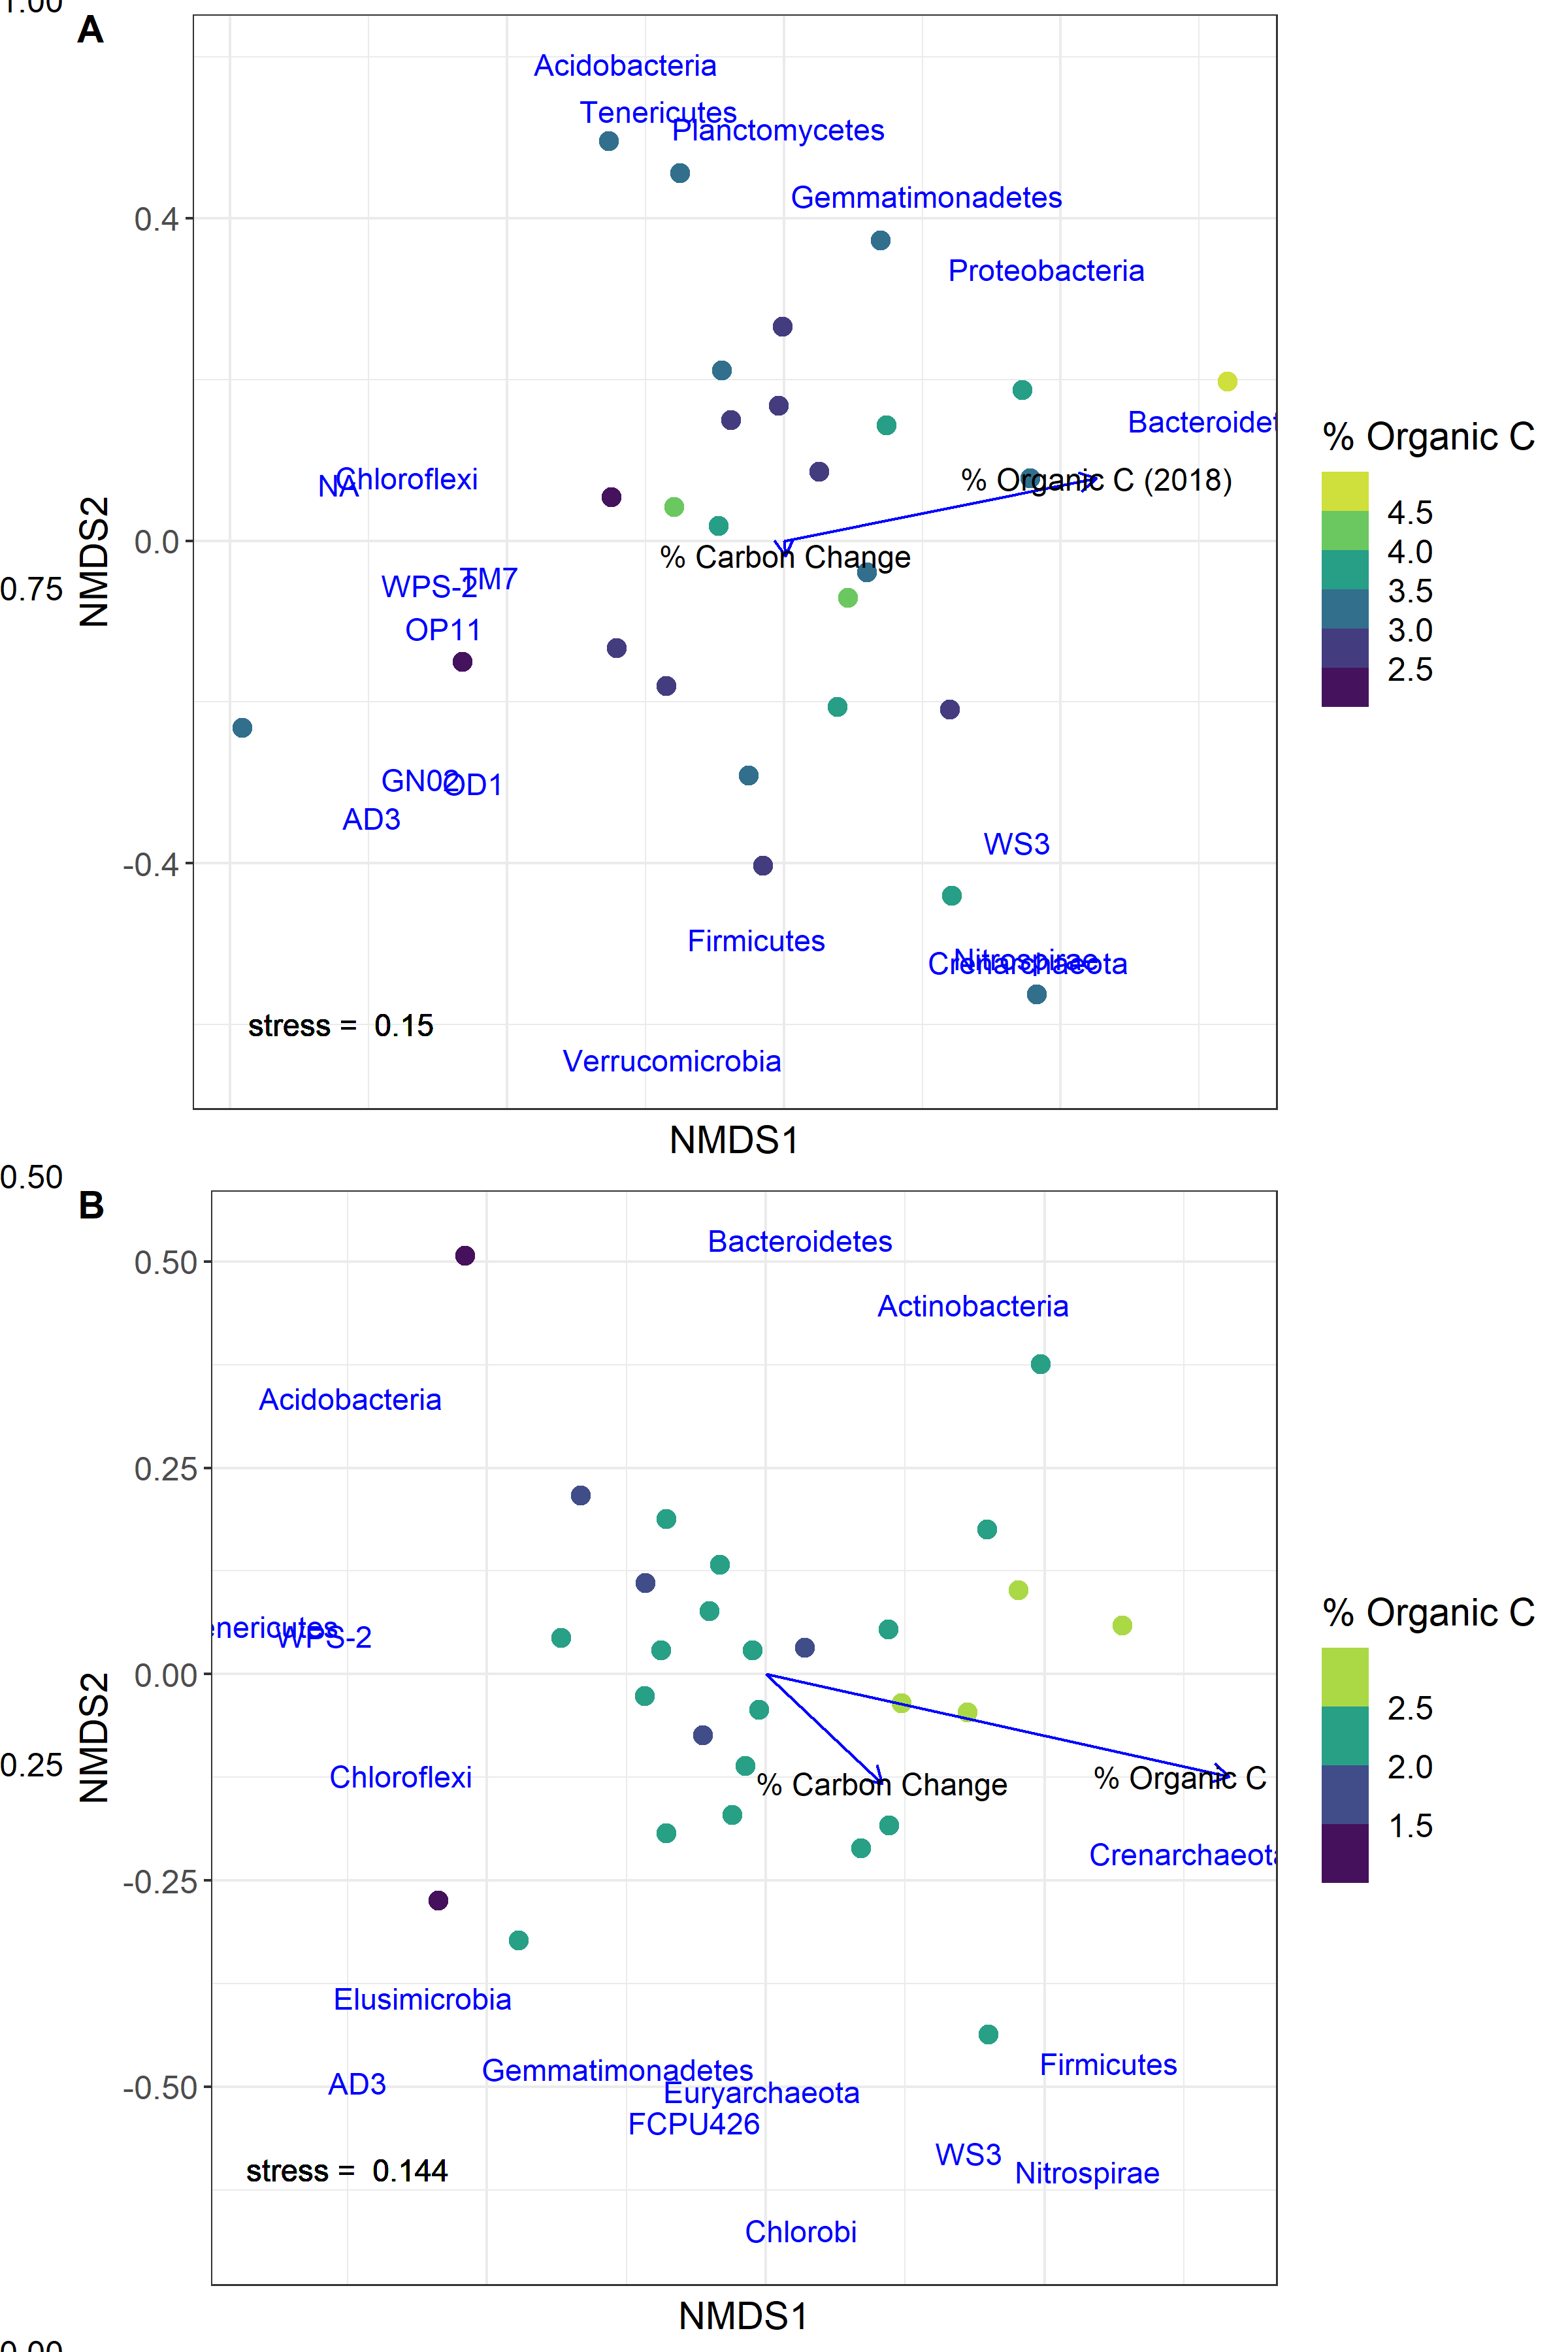 1.00
A
Acidobacteria
Tenericutes
Planctomycetes
Gemmatimonadetes
0.4
Proteobacteria
Bacteroidet
% Organic C
NA
Chloroflexi
% Organic C (2018)
4.5
4.0
3.5
3.0
2.5
NMDS2
0.0
% Carbon Change
0.75
WPS-2
TM7
OP11
GN02
OD1
AD3
WS3
-0.4
Firmicutes
Nitrospirae
Crenarchaeota
stress = 0.15
Verrucomicrobia
NMDS1
0.50
B
Bacteroidetes
0.50
Actinobacteria
Acidobacteria
0.25
enericutes
WPS-2
% Organic C
0.00
NMDS2
2.5
2.0
1.5
0.25
Chloroflexi
% Carbon Change
% Organic C
Crenarchaeota
-0.25
Elusimicrobia
Gemmatimonadetes
Firmicutes
AD3
-0.50
Euryarchaeota
FCPU426
WS3
Nitrospirae
stress = 0.144
Chlorobi
NMDS1
0.00